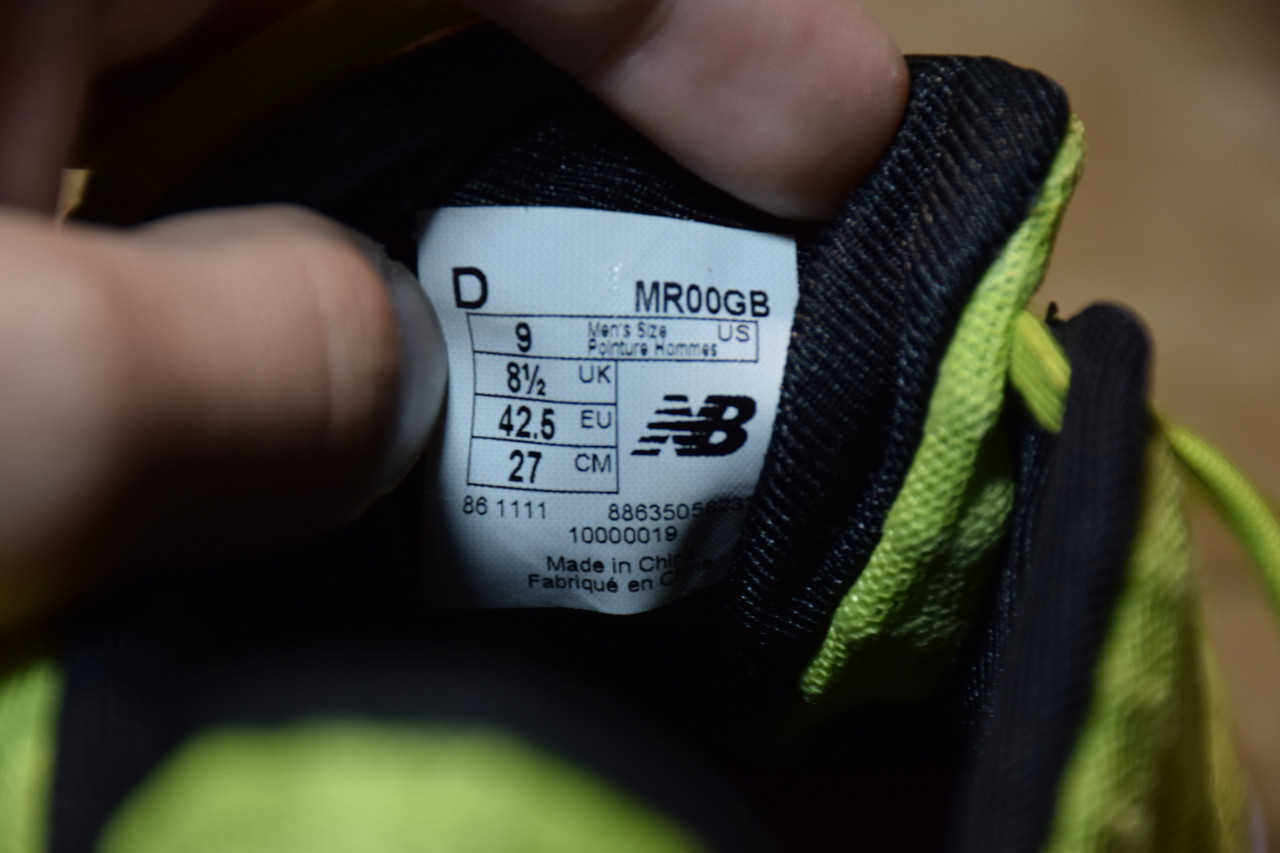 D MR00GB
9 Men's Size US
Pointure Hommes
8½ UK
42.5 EU
NB
27 CM
86 1111
10000019
Made in China
Fabriqué en Chine